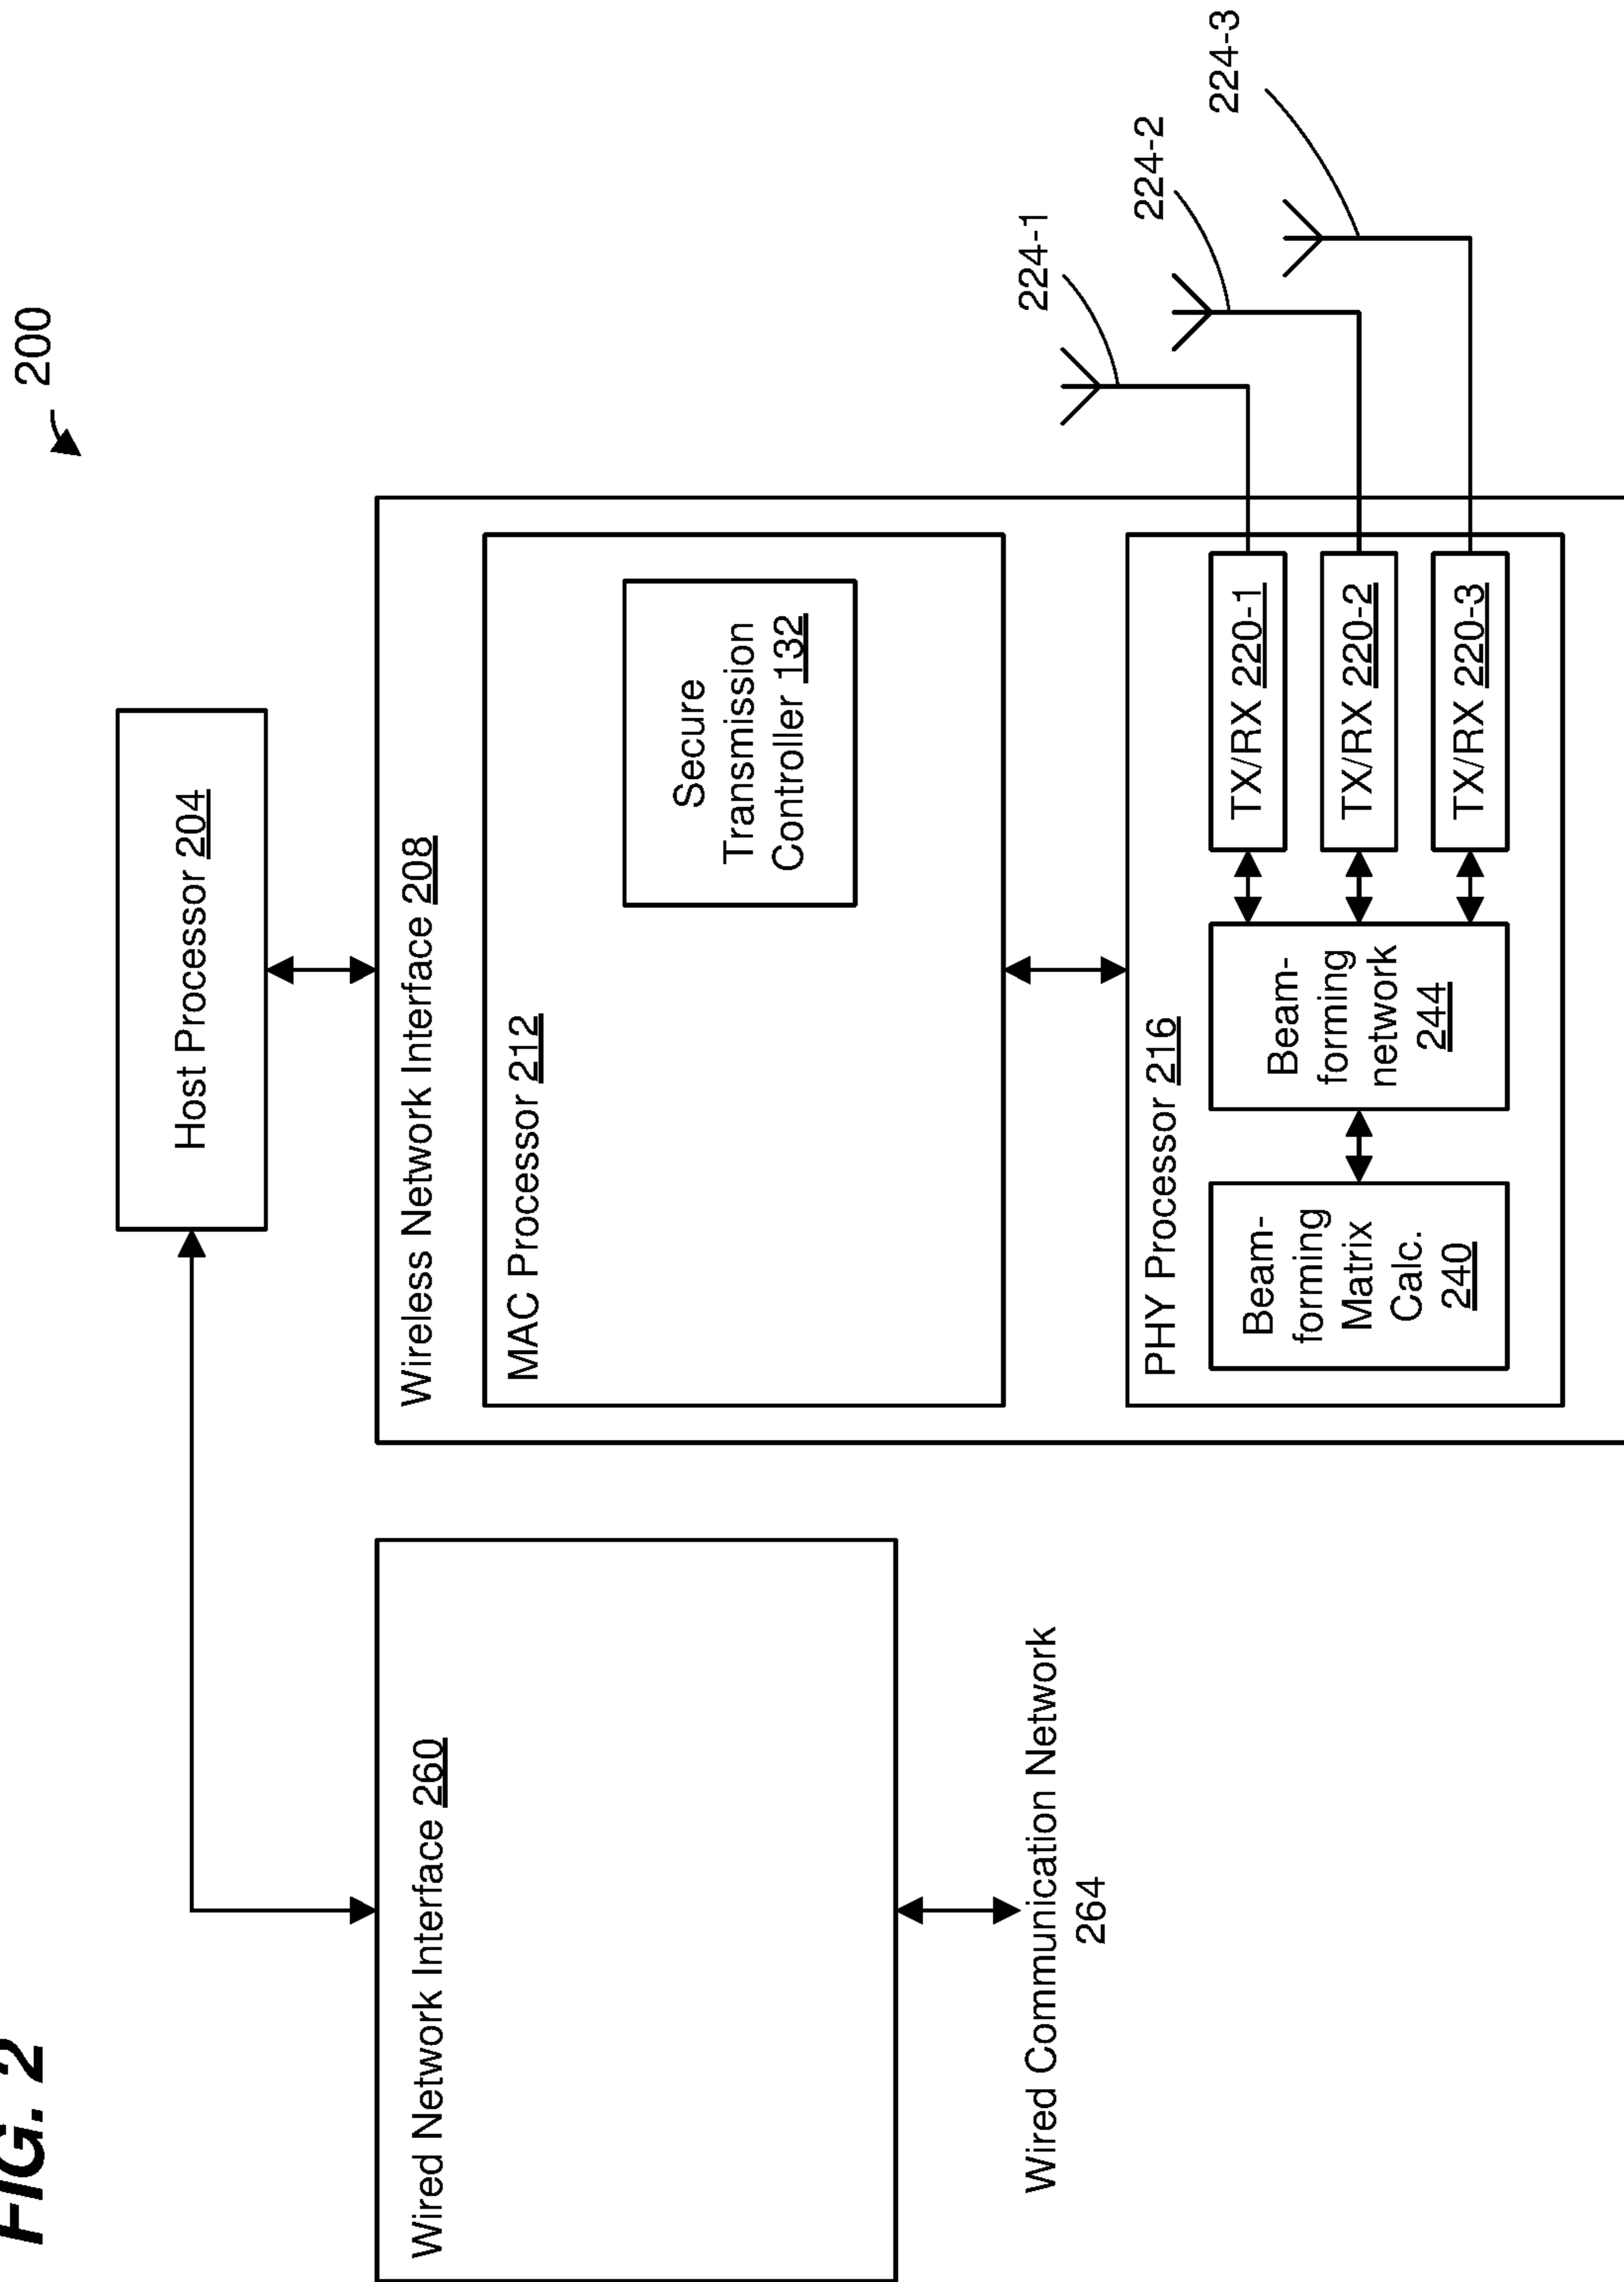 FIG. 2
200
Host Processor 204
Wired Network Interface 260
Wired Communication Network
264
Wireless Network Interface 208
MAC Processor 212
Secure
Transmission
Controller 132
PHY Processor 216
Beam-
forming
Matrix
Calc.
240
Beam-
forming
network
244
TX/RX 220-1
TX/RX 220-2
TX/RX 220-3
224-1
224-2
224-3